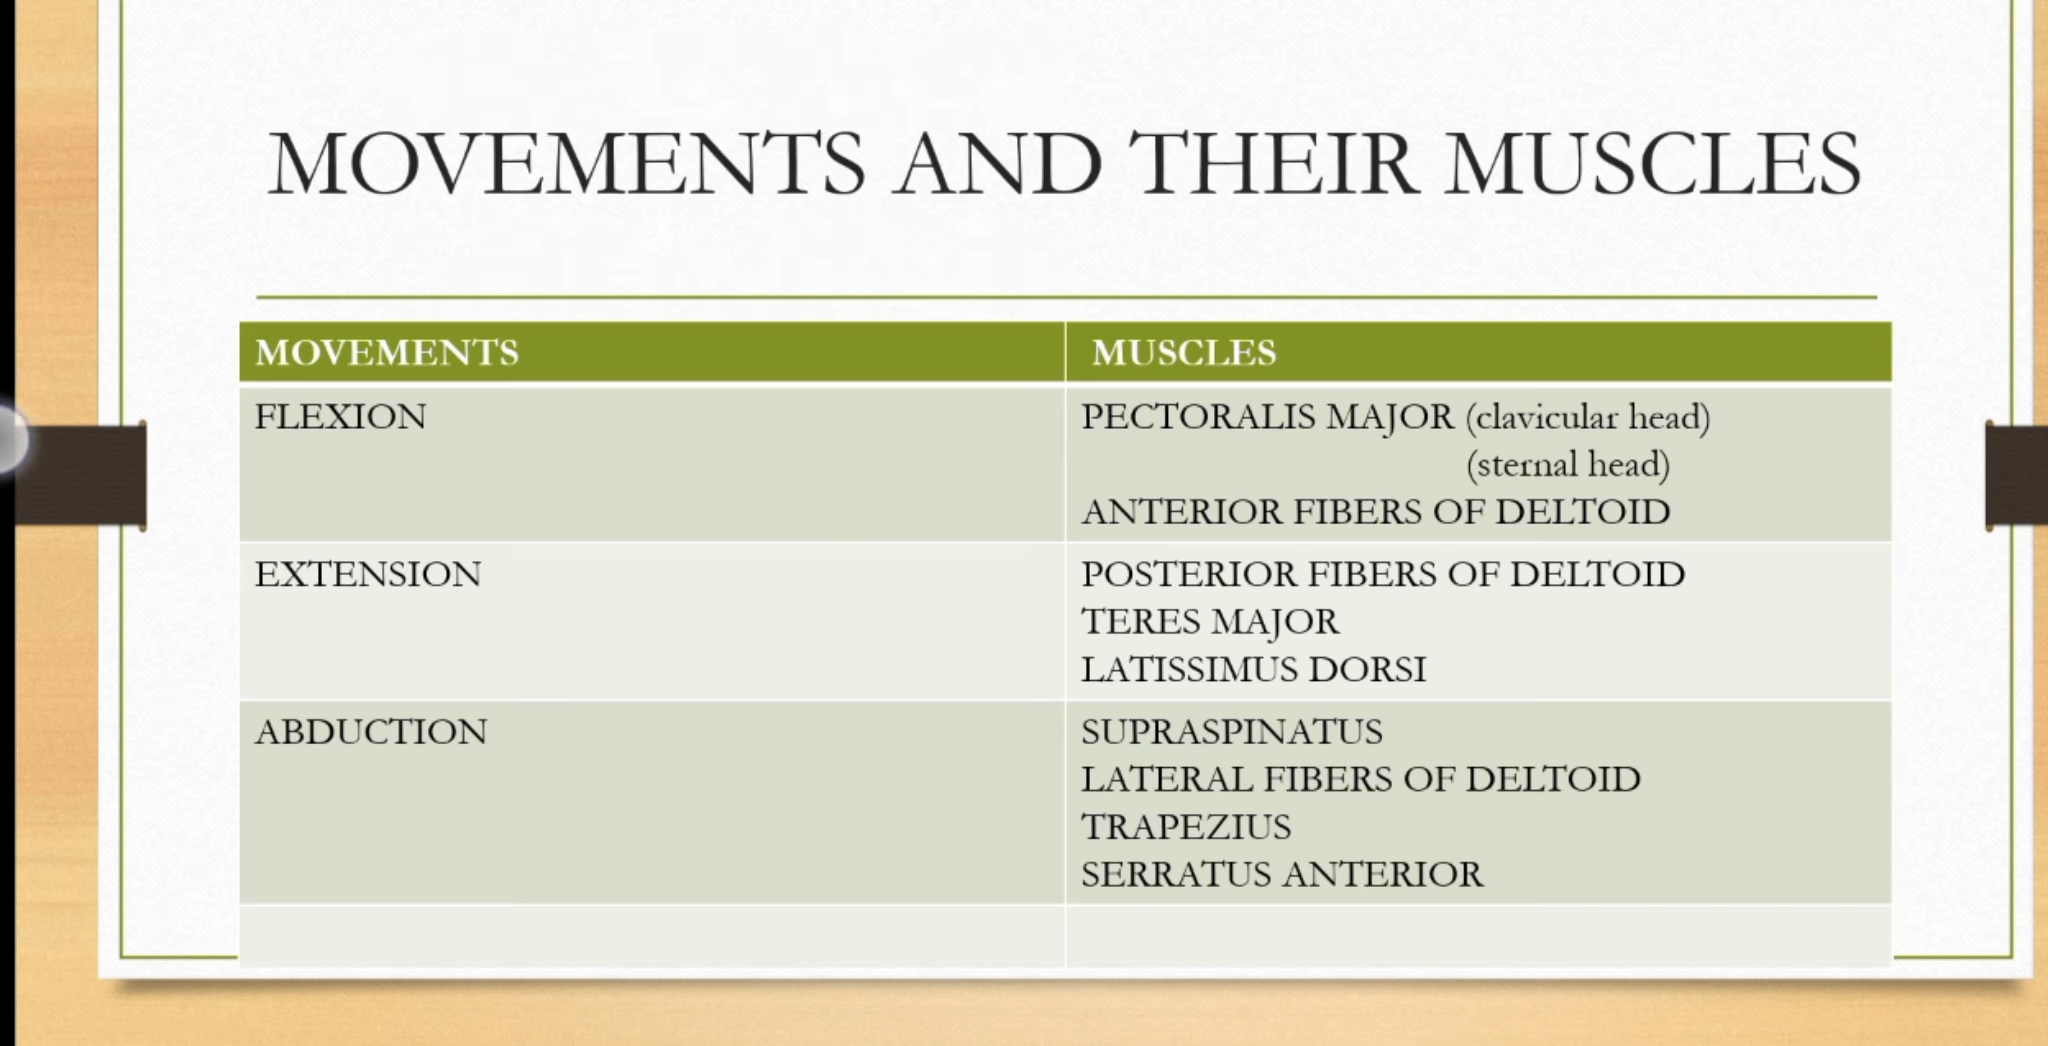 MOVEMENTS AND THEIR MUSCLES
MOVEMENTS
MUSCLES
FLEXION
PECTORALIS MAJOR (clavicular head)
(sternal head)
ANTERIOR FIBERS OF DELTOID
EXTENSION
POSTERIOR FIBERS OF DELTOID
TERES MAJOR
LATISSIMUS DORSI
ABDUCTION
SUPRASPINATUS
LATERAL FIBERS OF DELTOID
TRAPEZIUS
SERRATUS ANTERIOR